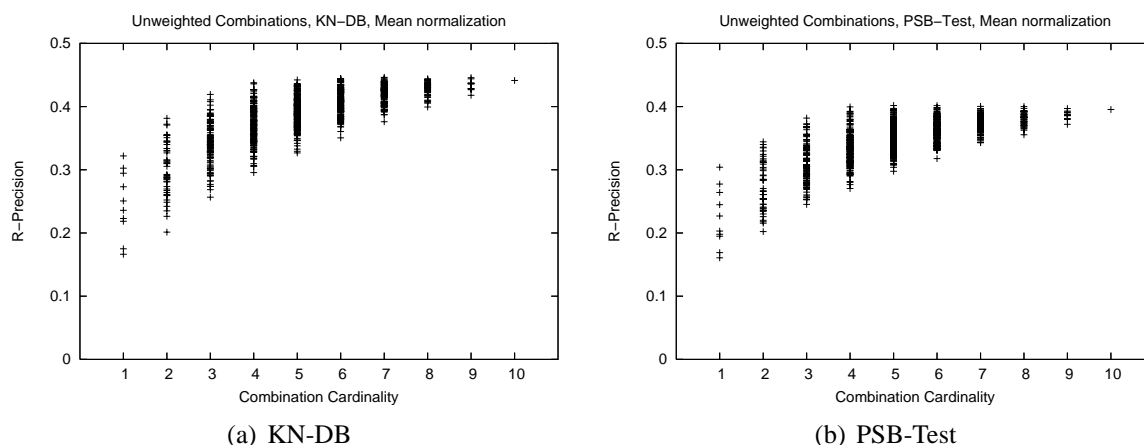 Unweighted Combinations, KN−DB, Mean normalization
0.5
0.4
0.3
0.2
0.1
0
R−Precision
1 2 3 4 5 6 7 8 9 10
Combination Cardinality
(a) KN-DB
Unweighted Combinations, PSB−Test, Mean normalization
0.5
0.4
0.3
0.2
0.1
0
R−Precision
1 2 3 4 5 6 7 8 9 10
Combination Cardinality
(b) PSB-Test